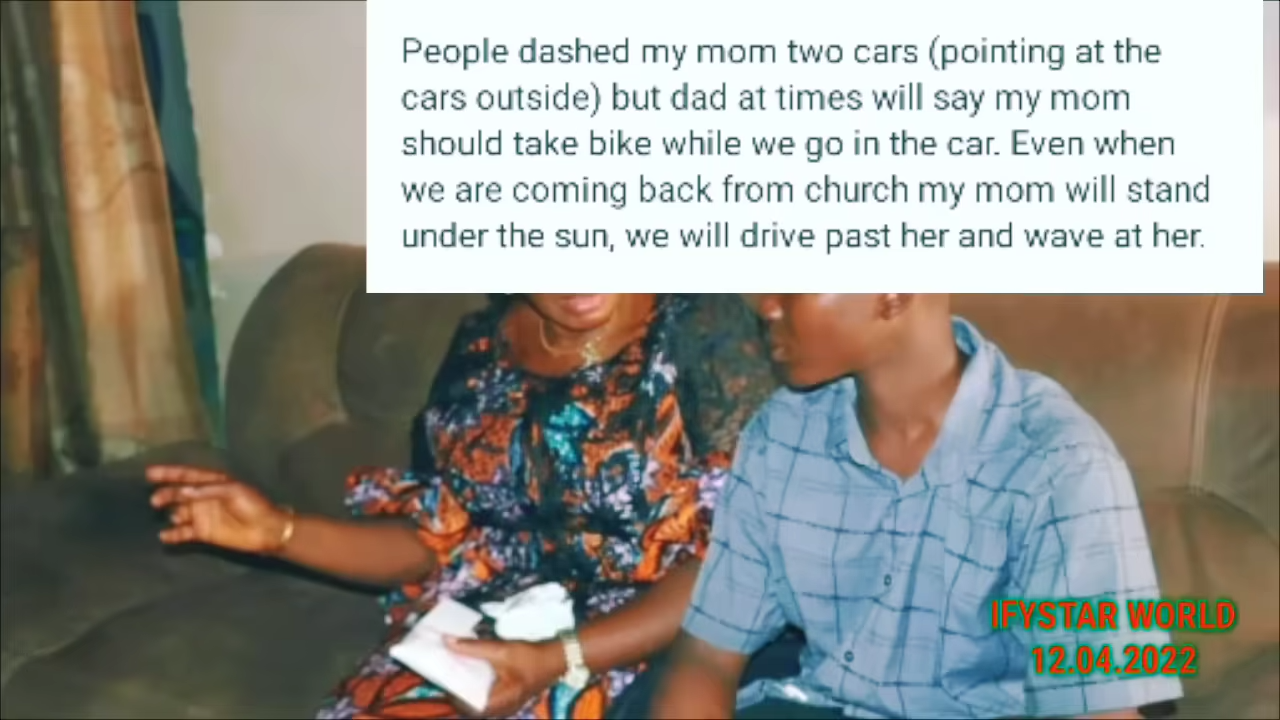 People dashed my mom two cars (pointing at the
cars outside) but dad at times will say my mom
should take bike while we go in the car. Even when
we are coming back from church my mom will stand
under the sun, we will drive past her and wave at her.
IFYSTAR WORLD
12.04.2022